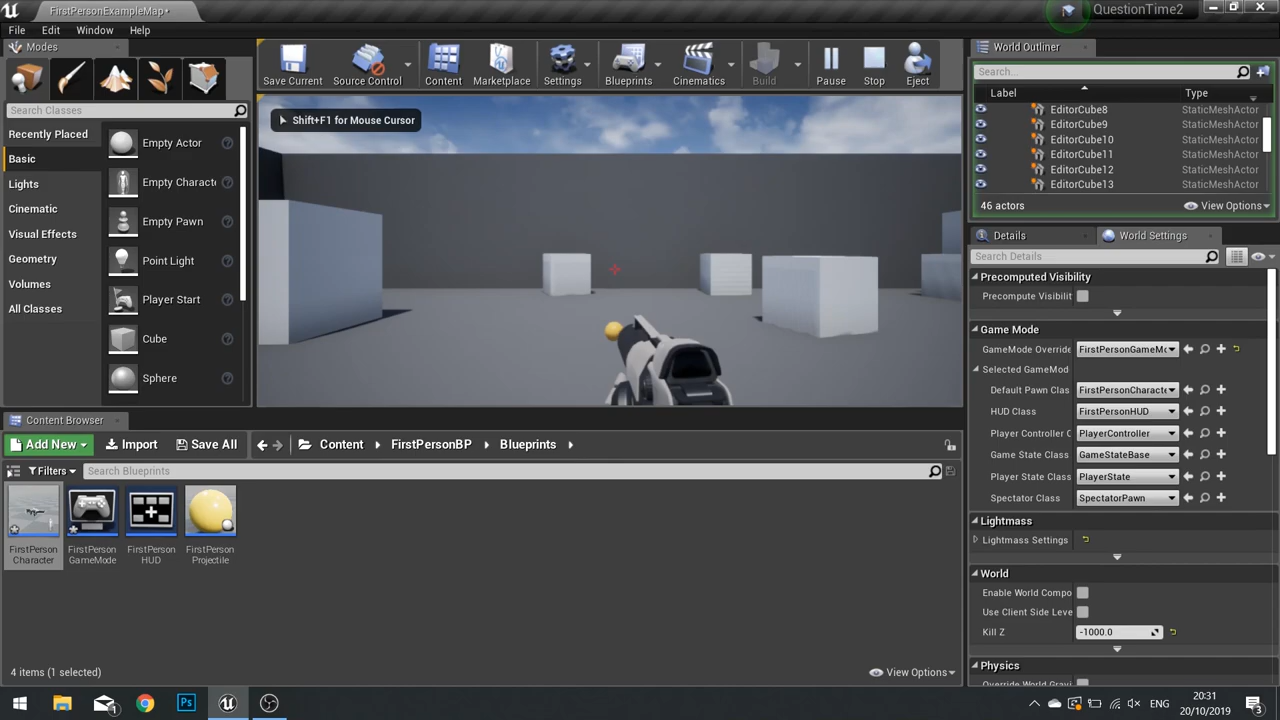 FirstPersonExampleMap•
QuestionTime2
File Edit Window Help
Modes
Search Classes
Recently Placed
Basic
Lights
Cinematic
Visual Effects
Geometry
Volumes
All Classes
Empty Actor
Empty Charact
Empty Pawn
Point Light
Player Start
Cube
Sphere
Save Current
Source Control
Content
Marketplace
Settings
Blueprints
Cinematics
Build
Pause
Stop
Eject
Shift+F1 for Mouse Cursor
World Outliner
Search...
Label Type
EditorCube8 StaticMeshActor
EditorCube9 StaticMeshActor
EditorCube10 StaticMeshActor
EditorCube11 StaticMeshActor
EditorCube12 StaticMeshActor
EditorCube13 StaticMeshActor
46 actors View Options
Details World Settings
Search Details
Precomputed Visibility
Precompute Visibilit
Game Mode
GameMode Override FirstPersonGameMo
Selected GameMod
Default Pawn Clas FirstPersonCharacte
HUD Class FirstPersonHUD
Player Controller C PlayerController
Game State Class GameStateBase
Player State Class PlayerState
Spectator Class SpectatorPawn
Lightmass
Lightmass Settings
World
Enable World Compo
Use Client Side Leve
Kill Z -1000.0
Physics
Override World Gravi
Content Browser
Add New Import Save All Content FirstPersonBP Blueprints
Filters Search Blueprints
FirstPerson
Character
FirstPerson
GameMode
FirstPerson
HUD
FirstPerson
Projectile
4 items (1 selected) View Options
1
Ps
ENG
20:31
20/10/2019
3